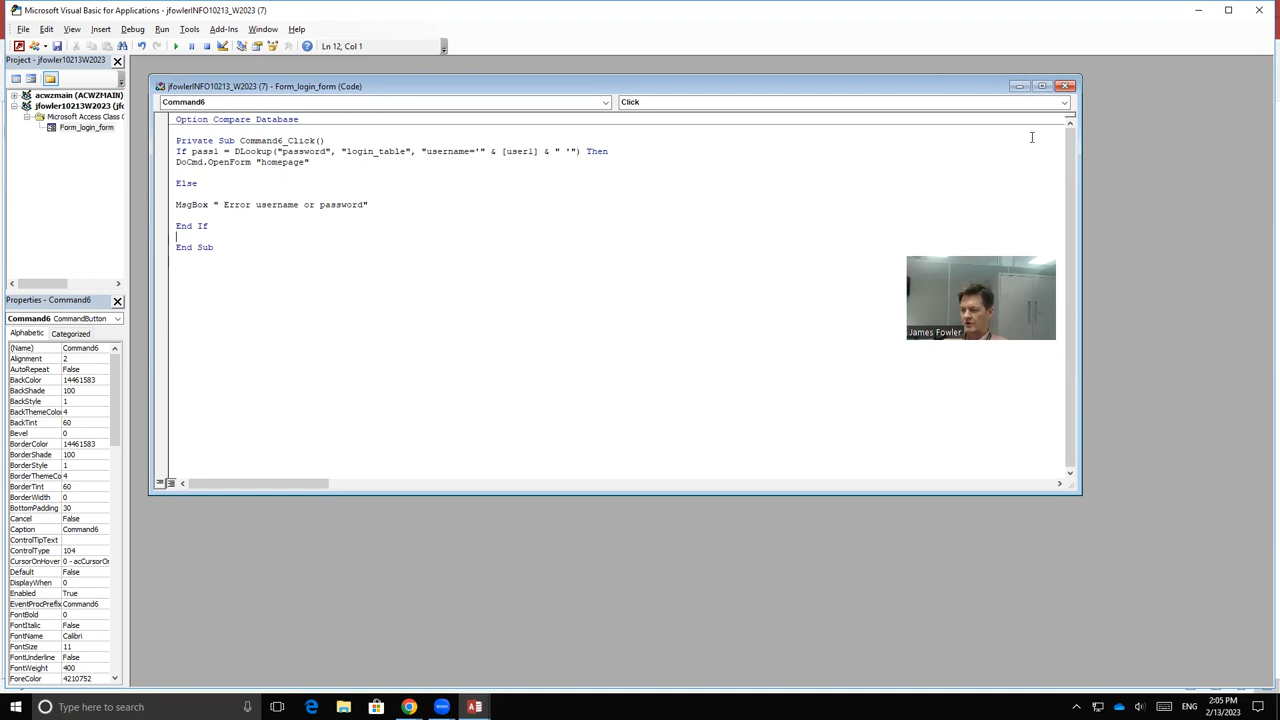 Microsoft Visual Basic for Applications - jfowlerINFO10213_W2023 (7)
File Edit View Insert Debug Run Tools Add-Ins Window Help
Ln 12, Col 1
Project - jfowler10213W2023
acwzmain (ACWZMAIN)
jfowler10213W2023 (jfo
Microsoft Access Class O
Form_login_form
jfowlerINFO10213_W2023 (7) - Form_login_form (Code)
Command6
Click
Option Compare Database
Private Sub Command6_Click()
If pass1 = DLookup("password", "login_table", "username='" & [user1] & " '") Then
DoCmd.OpenForm "homepage"
Else
MsgBox " Error username or password"
End If
End Sub
James Fowler
Properties - Command6
Command6 CommandButton
Alphabetic Categorized
(Name) Command6
Alignment 2
AutoRepeat False
BackColor 14461583
BackShade 100
BackStyle 1
BackThemeColor 4
BackTint 60
Bevel 0
BorderColor 14461583
BorderShade 100
BorderStyle 1
BorderThemeCo 4
BorderTint 60
BorderWidth 0
BottomPadding 30
Cancel False
Caption Command6
ControlTipText
ControlType 104
CursorOnHover 0 - acCursorOn
Default False
DisplayWhen 0
Enabled True
EventProcPrefix Command6
FontBold 0
FontItalic False
FontName Calibri
FontSize 11
FontUnderline False
FontWeight 400
ForeColor 4210752
Type here to search
ENG
2:05 PM
2/13/2023